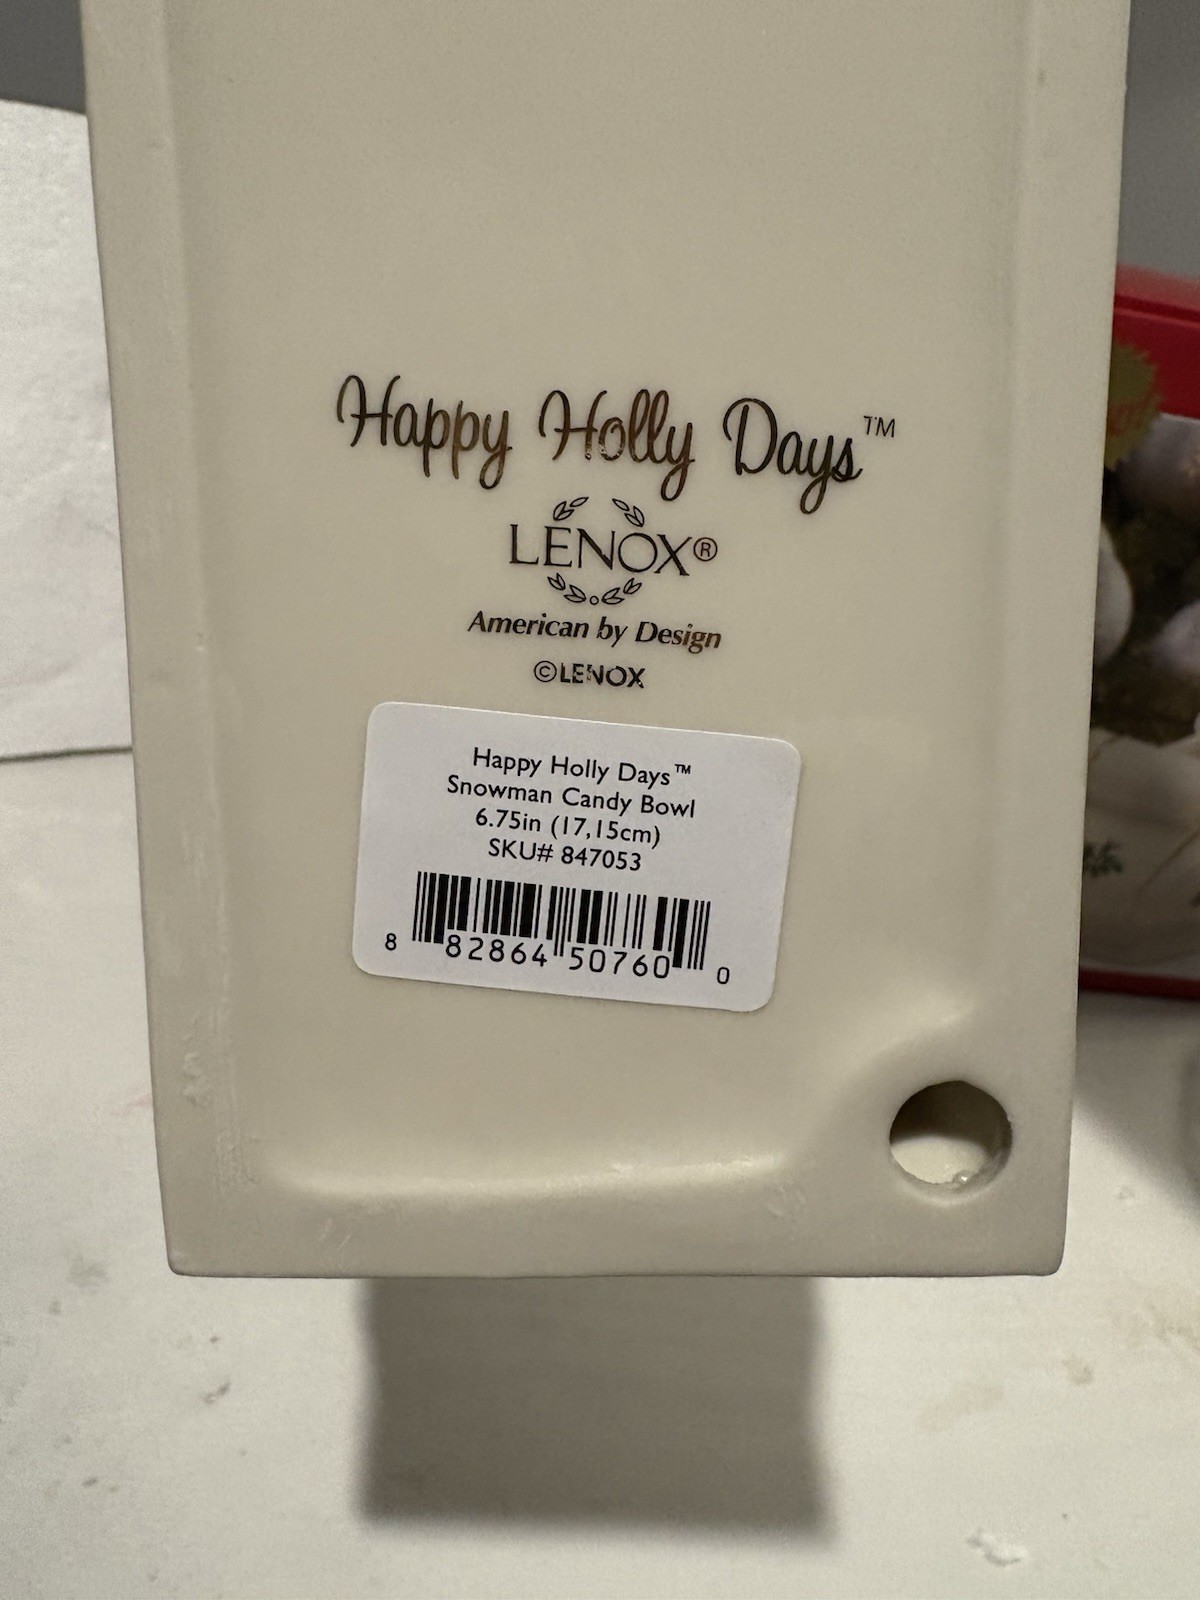 Happy Holly Days™
LENOX®
American by Design
©LENOX
Happy Holly Days™
Snowman Candy Bowl
6.75in (17,15cm)
SKU# 847053
8 82864 50760 0